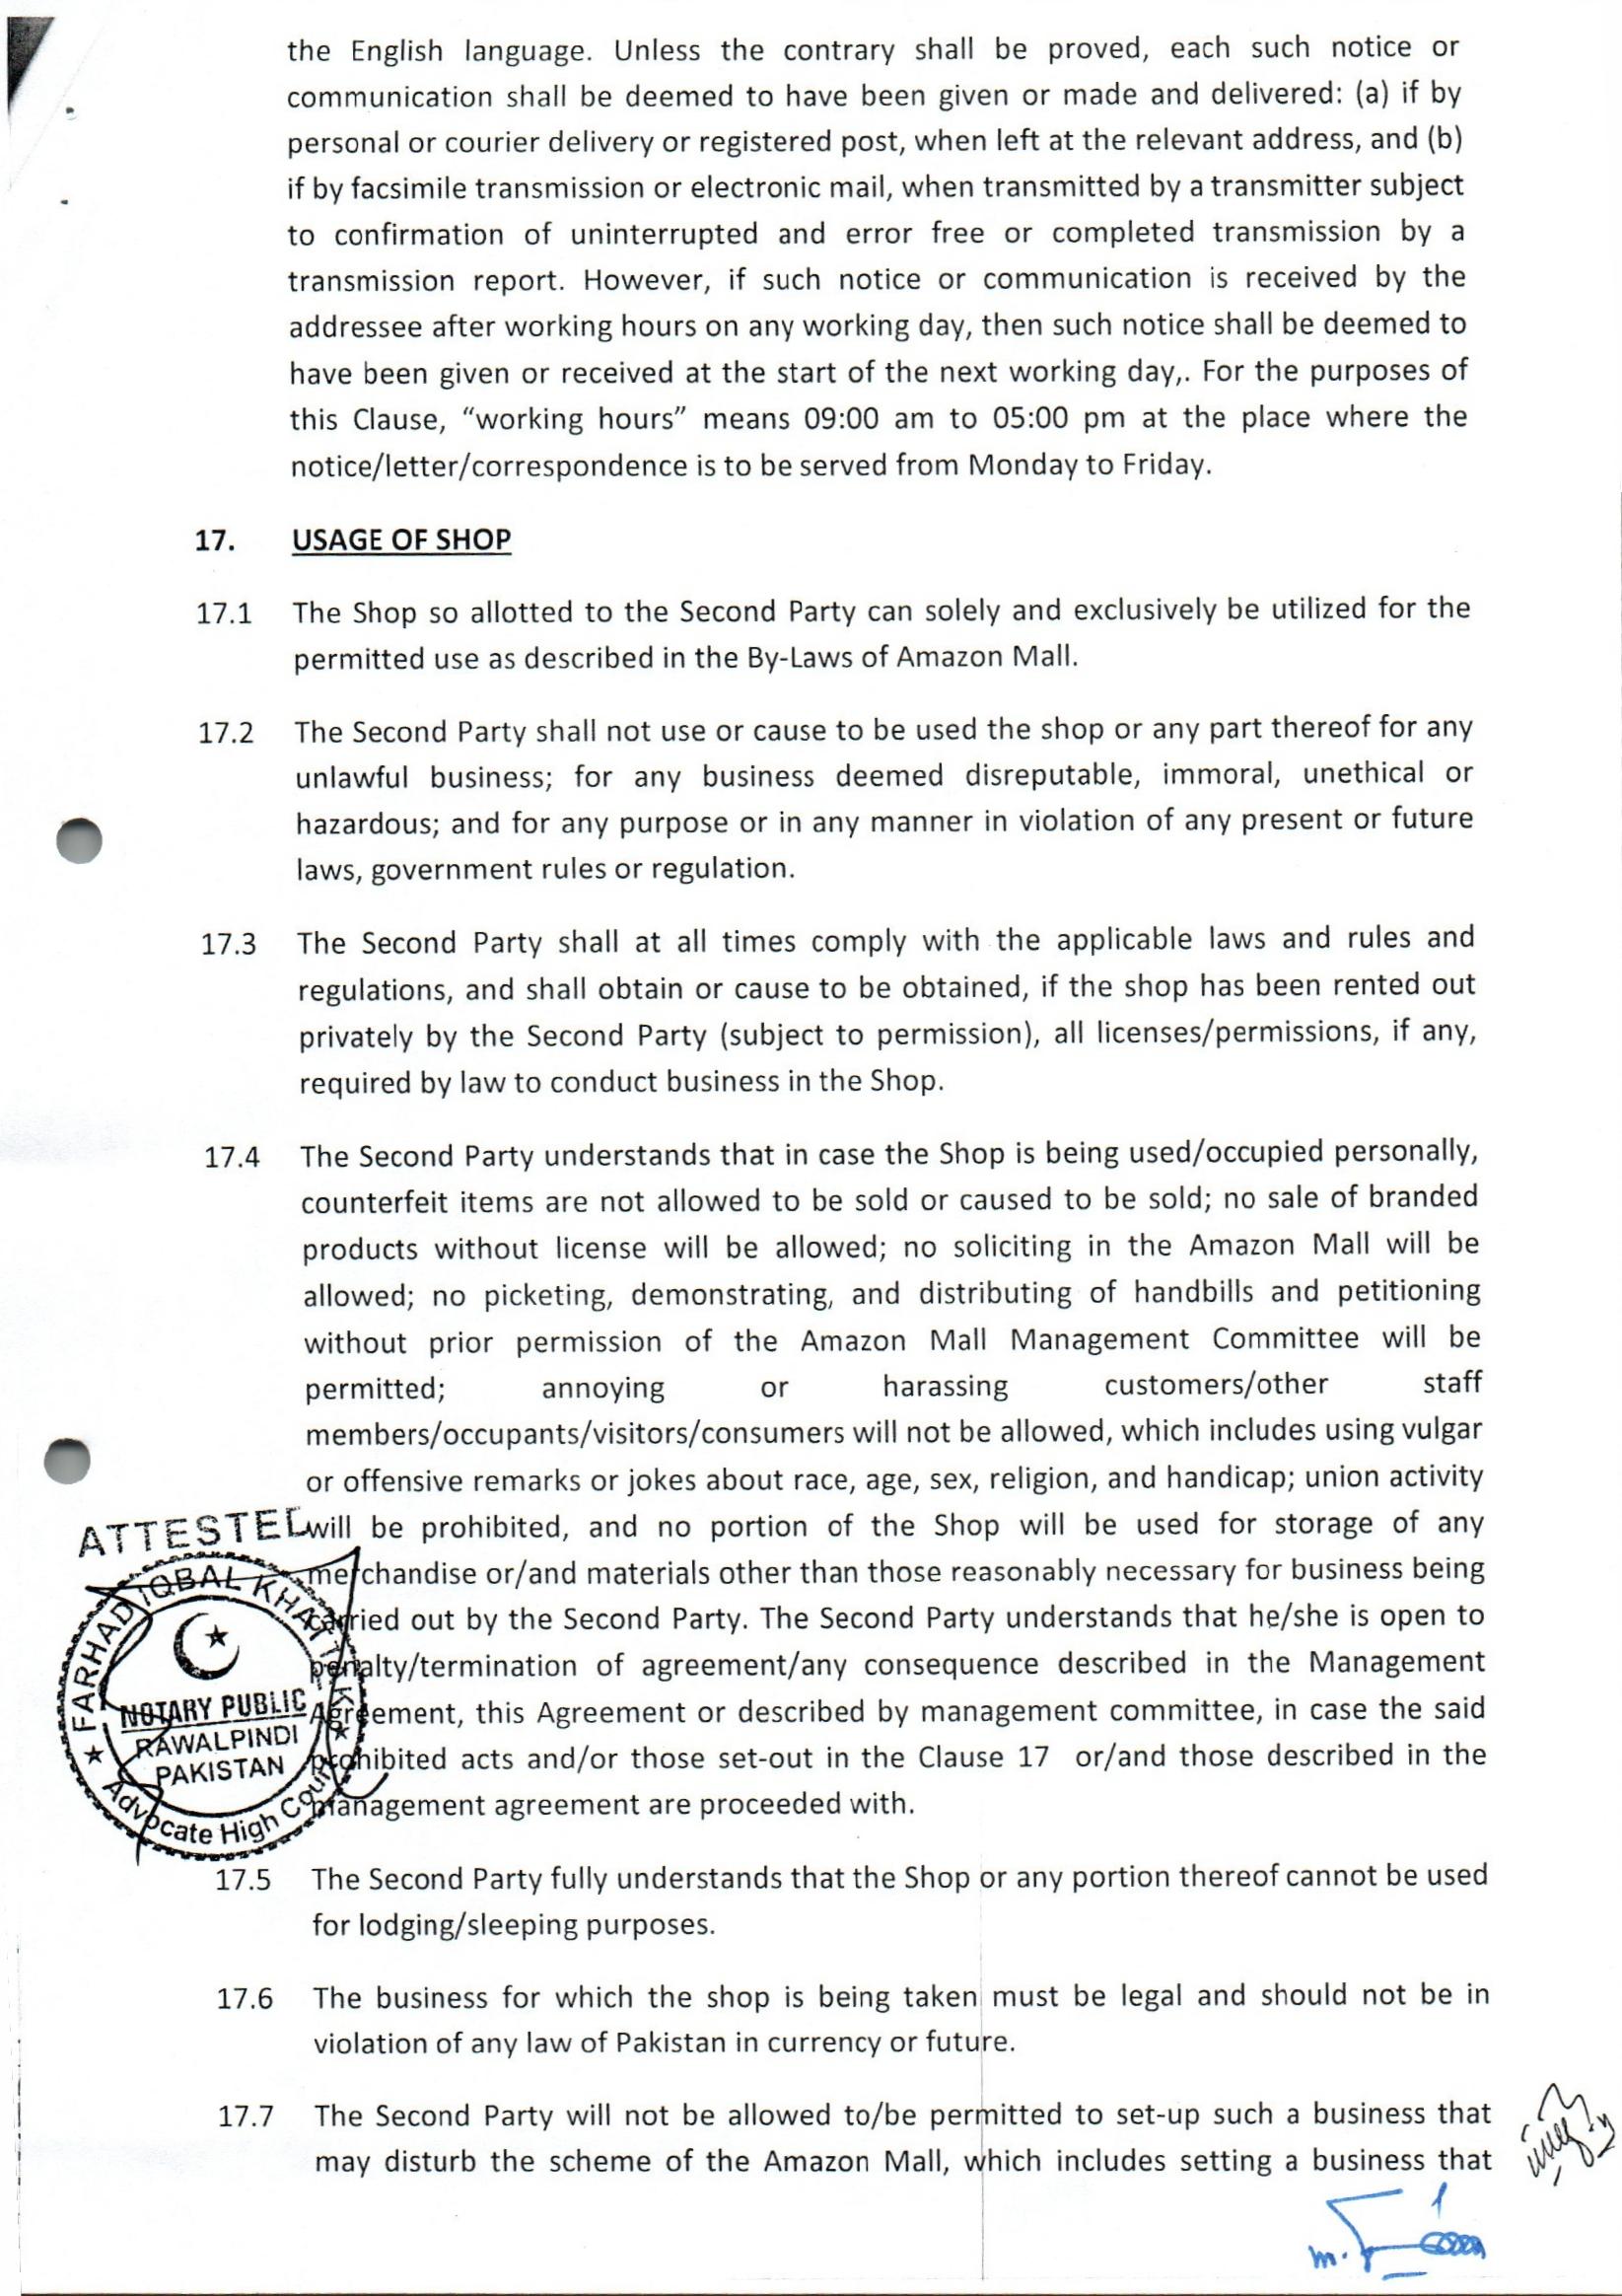 the English language. Unless the contrary shall be proved, each such notice or
communication shall be deemed to have been given or made and delivered: (a) if by
personal or courier delivery or registered post, when left at the relevant address, and (b)
if by facsimile transmission or electronic mail, when transmitted by a transmitter subject
to confirmation of uninterrupted and error free or completed transmission by a
transmission report. However, if such notice or communication is received by the
addressee after working hours on any working day, then such notice shall be deemed to
have been given or received at the start of the next working day,. For the purposes of
this Clause, “working hours” means 09:00 am to 05:00 pm at the place where the
notice/letter/correspondence is to be served from Monday to Friday.
17. USAGE OF SHOP
17.1 The Shop so allotted to the Second Party can solely and exclusively be utilized for the
permitted use as described in the By-Laws of Amazon Mall.
17.2 The Second Party shall not use or cause to be used the shop or any part thereof for any
unlawful business; for any business deemed disreputable, immoral, unethical or
hazardous; and for any purpose or in any manner in violation of any present or future
laws, government rules or regulation.
17.3 The Second Party shall at all times comply with the applicable laws and rules and
regulations, and shall obtain or cause to be obtained, if the shop has been rented out
privately by the Second Party (subject to permission), all licenses/permissions, if any,
required by law to conduct business in the Shop.
17.4 The Second Party understands that in case the Shop is being used/occupied personally,
counterfeit items are not allowed to be sold or caused to be sold; no sale of branded
products without license will be allowed; no soliciting in the Amazon Mall will be
allowed; no picketing, demonstrating, and distributing of handbills and petitioning
without prior permission of the Amazon Mall Management Committee will be
permitted; annoying or harassing customers/other staff
members/occupants/visitors/consumers will not be allowed, which includes using vulgar
or offensive remarks or jokes about race, age, sex, religion, and handicap; union activity
will be prohibited, and no portion of the Shop will be used for storage of any
merchandise or/and materials other than those reasonably necessary for business being
carried out by the Second Party. The Second Party understands that he/she is open to
penalty/termination of agreement/any consequence described in the Management
Agreement, this Agreement or described by management committee, in case the said
prohibited acts and/or those set-out in the Clause 17 or/and those described in the
management agreement are proceeded with.
ATTESTED
FARHAD IQBAL KHATTAK
NOTARY PUBLIC
RAWALPINDI
PAKISTAN
Advocate High Court
17.5 The Second Party fully understands that the Shop or any portion thereof cannot be used
for lodging/sleeping purposes.
17.6 The business for which the shop is being taken must be legal and should not be in
violation of any law of Pakistan in currency or future.
17.7 The Second Party will not be allowed to/be permitted to set-up such a business that
may disturb the scheme of the Amazon Mall, which includes setting a business that